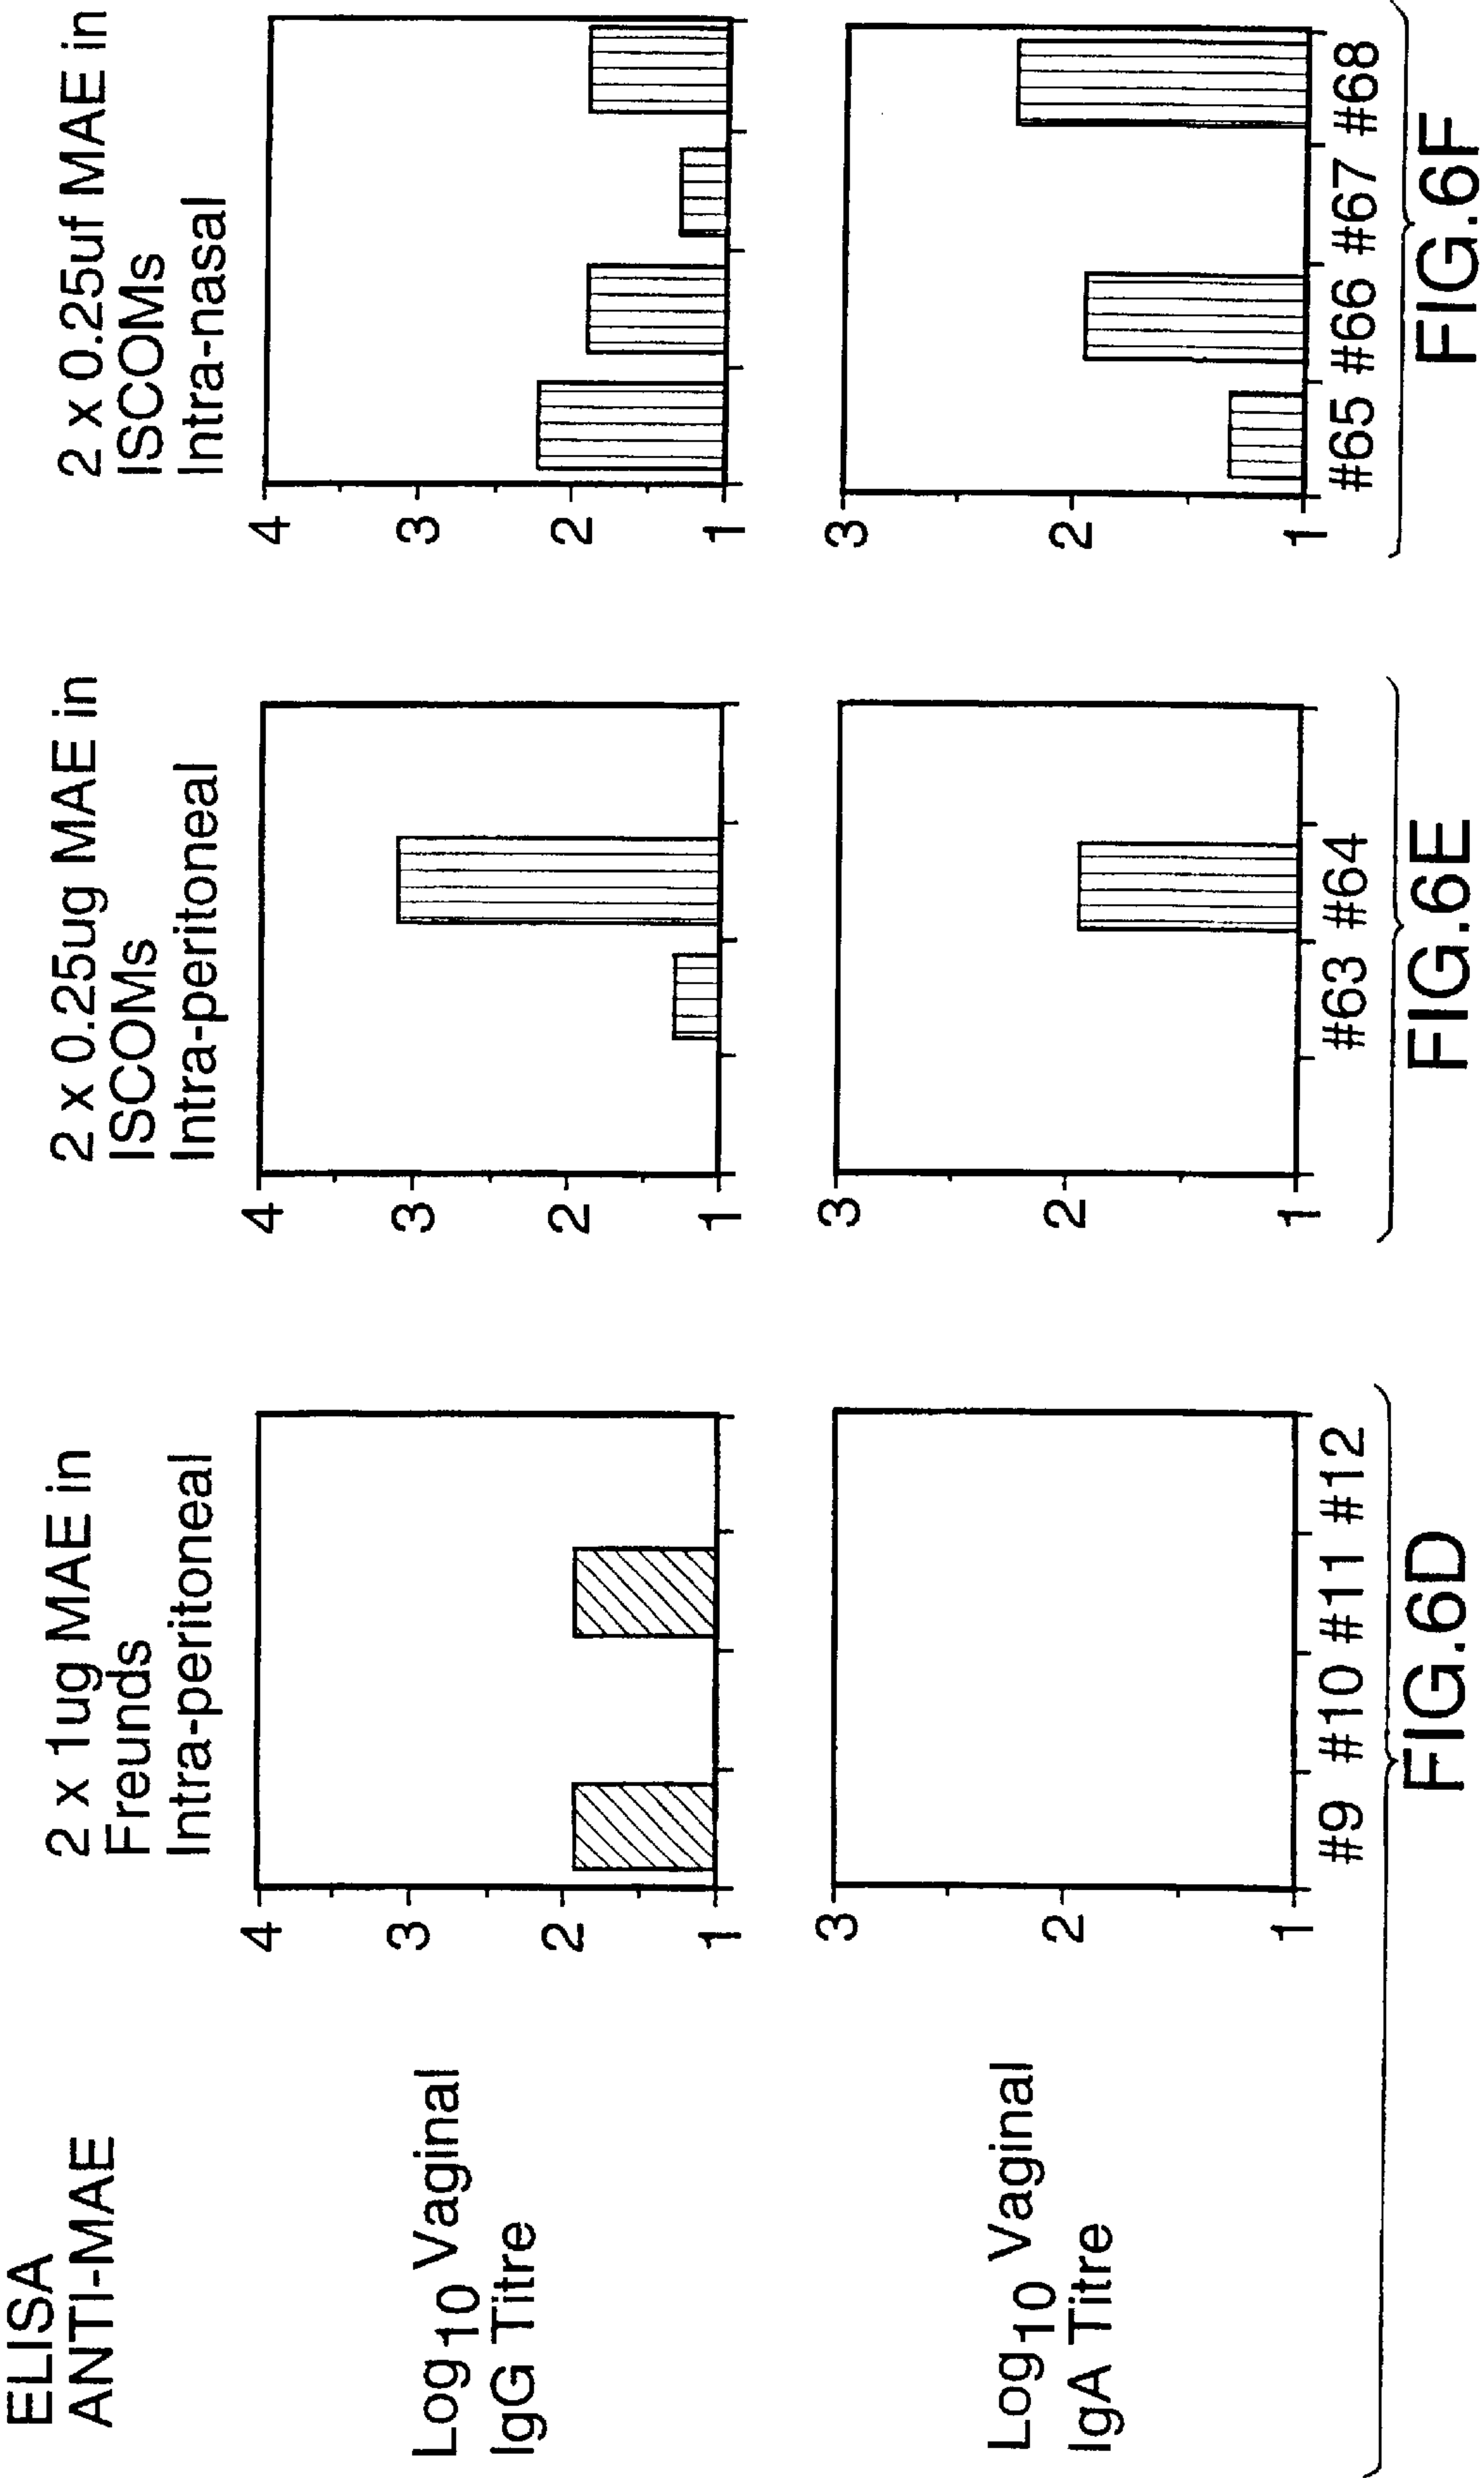 ELISA
ANTI-MAE
2 x 1ug MAE in
Freunds
Intra-peritoneal
2 x 0.25ug MAE in
ISCOMs
Intra-peritoneal
2 x 0.25uf MAE in
ISCOMs
Intra-nasal
Log10 Vaginal
IgG Titre
4
3
2
1
4
3
2
1
4
3
2
1
Log10 Vaginal
IgA Titre
3
2
1
3
2
1
3
2
1
#9 #10 #11 #12
#63 #64
#65 #66 #67 #68
FIG.6D
FIG.6E
FIG.6F